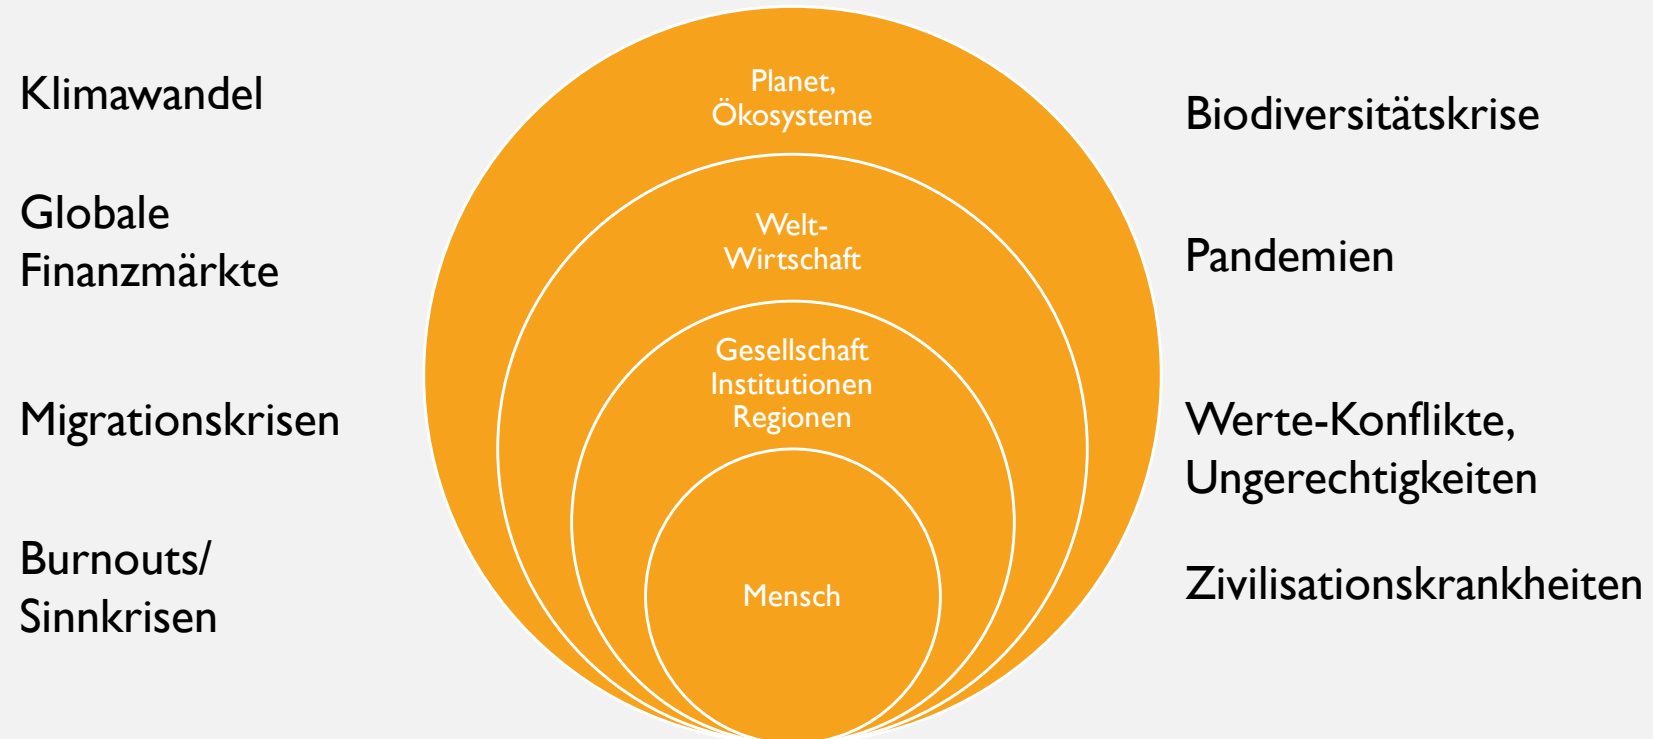 Klimawandel
Globale
Finanzmärkte
Migrationskrisen
Burnouts/
Sinnkrisen
Planet,
Ökosysteme
Welt-
Wirtschaft
Gesellschaft
Institutionen
Regionen
Mensch
Biodiversitätskrise
Pandemien
Werte-Konflikte,
Ungerechtigkeiten
Zivilisationskrankheiten